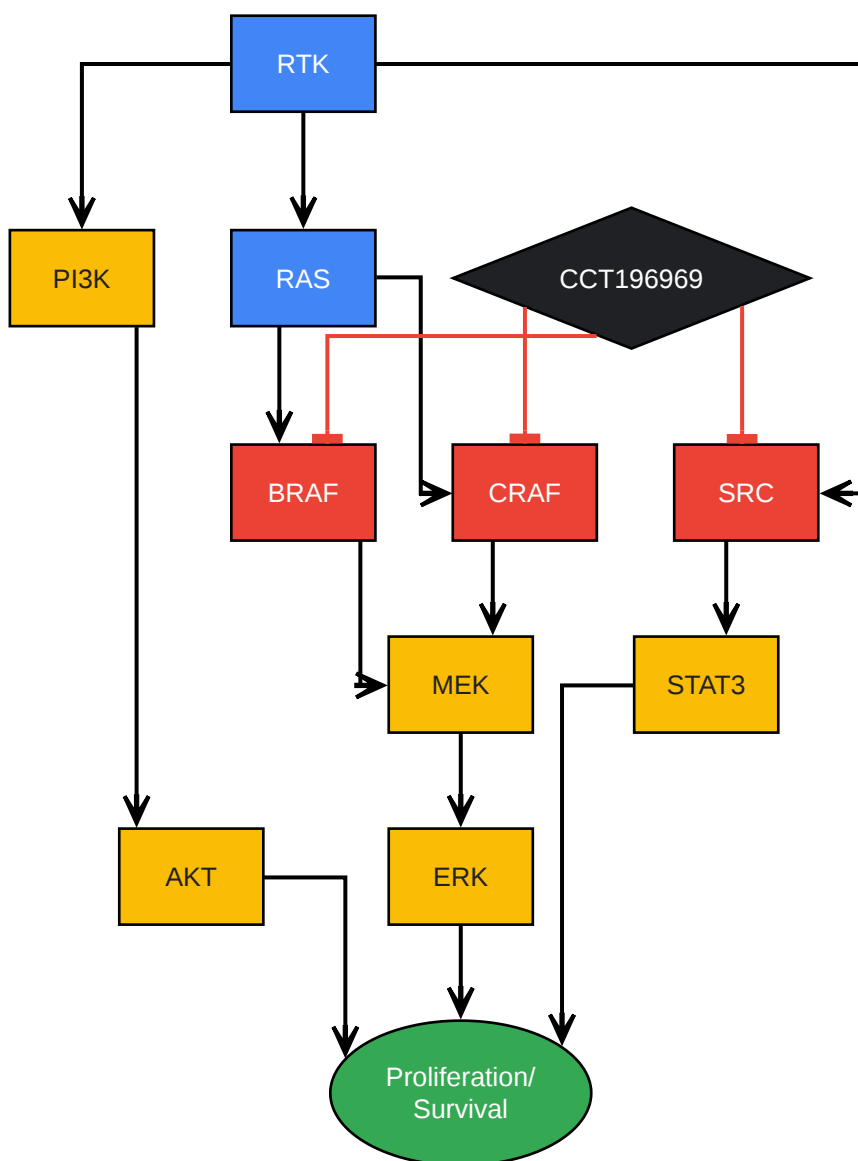 RTK
PI3K
RAS
CCT196969
BRAF
CRAF
SRC
MEK
STAT3
AKT
ERK
Proliferation/
Survival